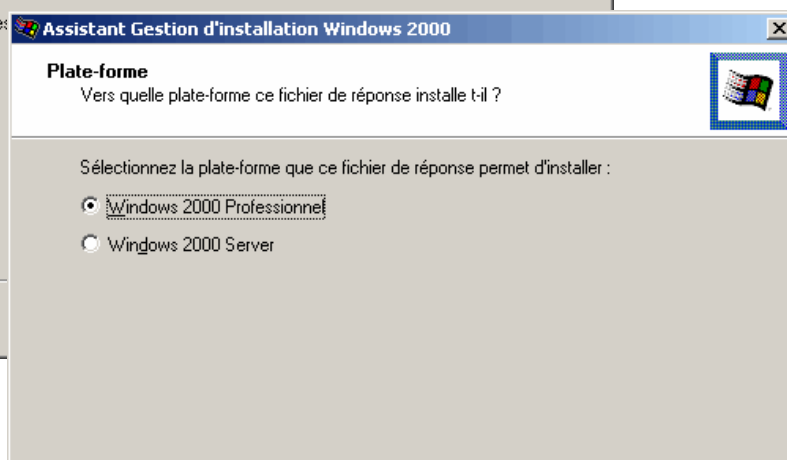 Assistant Gestion d'installation Windows 2000
Plate-forme
Vers quelle plate-forme ce fichier de réponse installe t-il ?
Sélectionnez la plate-forme que ce fichier de réponse permet d'installer :
Windows 2000 Professionnel
Windows 2000 Server